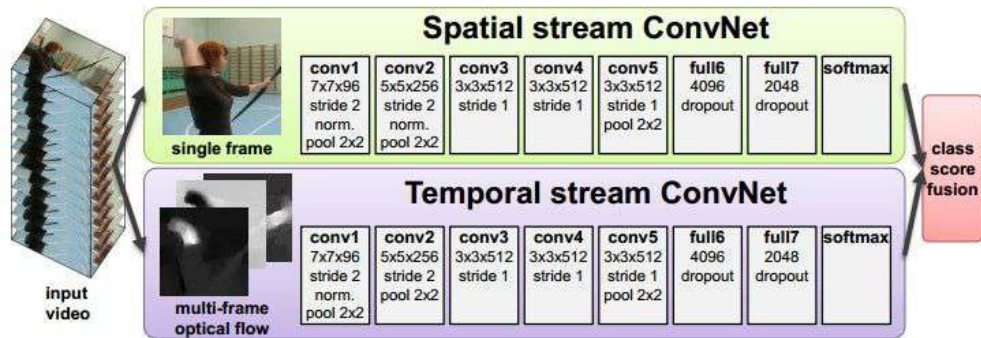 Spatial stream ConvNet
conv1
7x7x96
stride 2
norm.
pool 2x2
conv2
5x5x256
stride 2
norm.
pool 2x2
conv3
3x3x512
stride 1
conv4
3x3x512
stride 1
conv5
3x3x512
stride 1
pool 2x2
full6
4096
dropout
full7
2048
dropout
softmax
single frame
Temporal stream ConvNet
conv1
7x7x96
stride 2
norm.
pool 2x2
conv2
5x5x256
stride 2
pool 2x2
conv3
3x3x512
stride 1
conv4
3x3x512
stride 1
conv5
3x3x512
stride 1
pool 2x2
full6
4096
dropout
full7
2048
dropout
softmax
multi-frame
optical flow
input
video
class
score
fusion